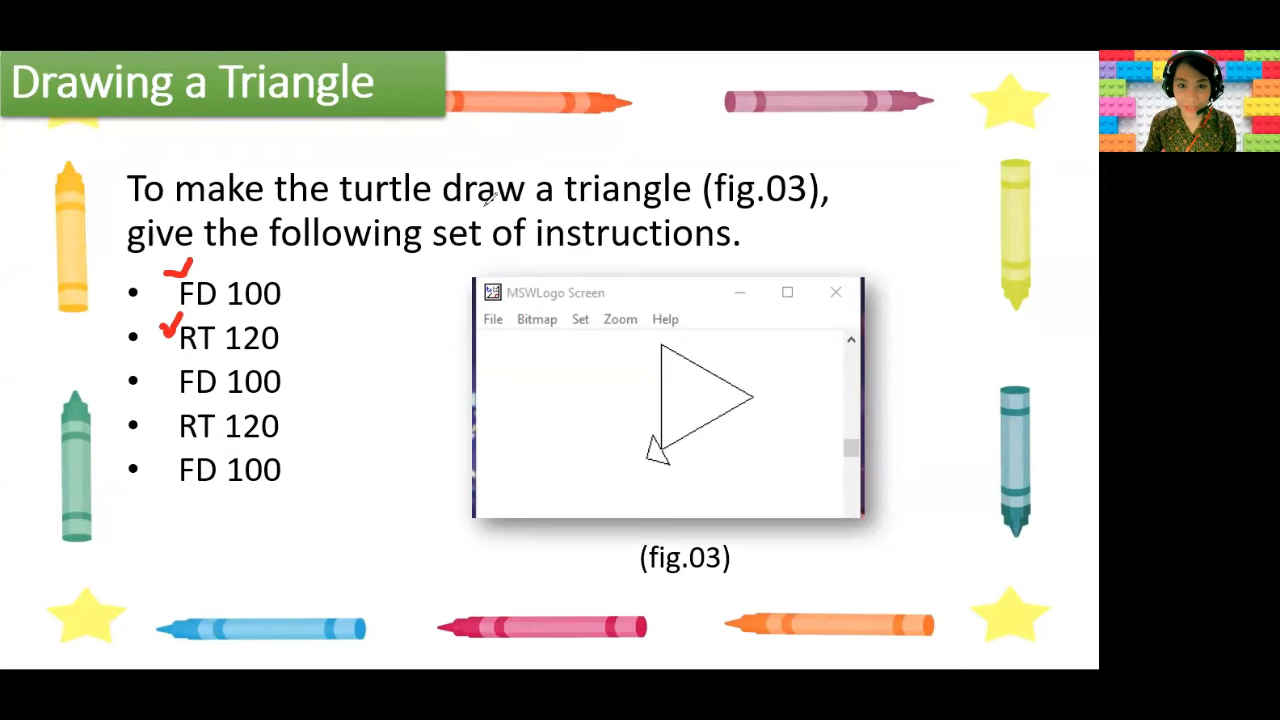 Drawing a Triangle
To make the turtle draw a triangle (fig.03),
give the following set of instructions.
• FD 100
• RT 120
• FD 100
• RT 120
• FD 100
MSWLogo Screen
File Bitmap Set Zoom Help
(fig.03)